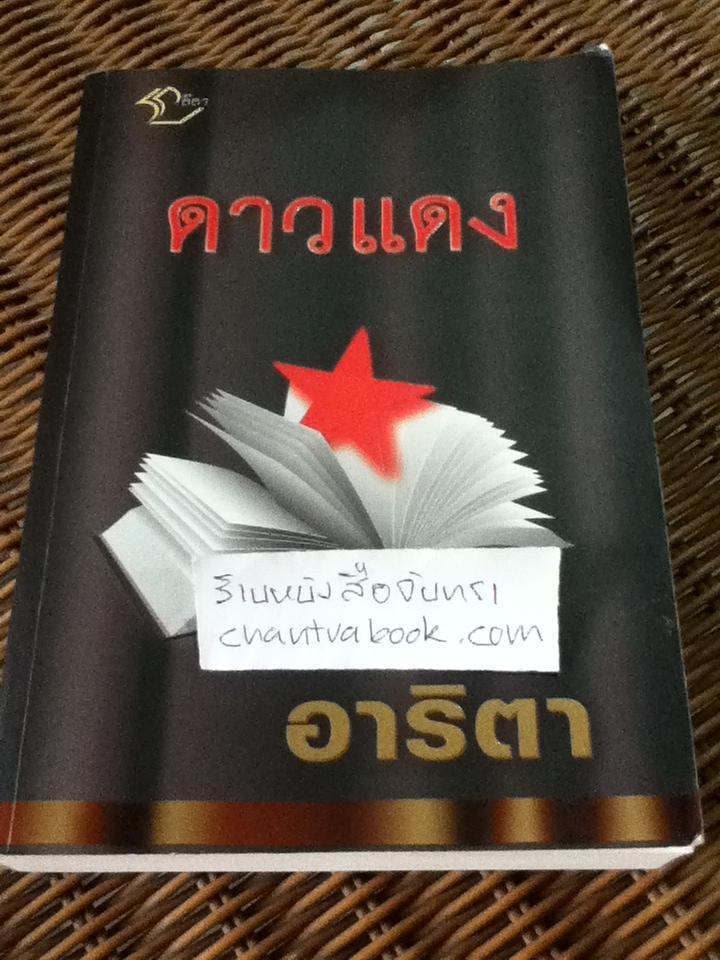 ดาวแดง
ร้านหนังสือจันทรา
chantrabook.com
อาริตา